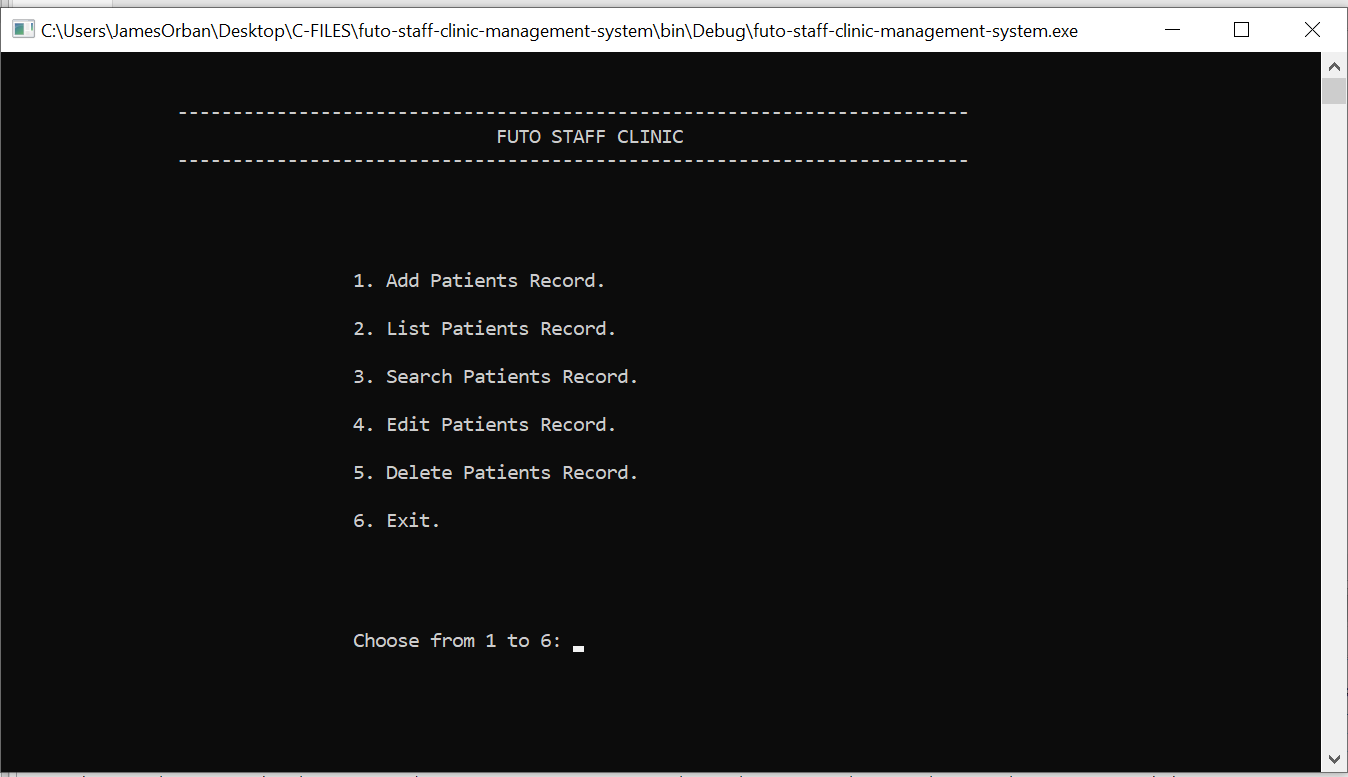 C:\Users\JamesOrban\Desktop\C-FILES\futo-staff-clinic-management-system\bin\Debug\futo-staff-clinic-management-system.exe
------------------------------------------------------------------------
FUTO STAFF CLINIC
------------------------------------------------------------------------
1. Add Patients Record.
2. List Patients Record.
3. Search Patients Record.
4. Edit Patients Record.
5. Delete Patients Record.
6. Exit.
Choose from 1 to 6: